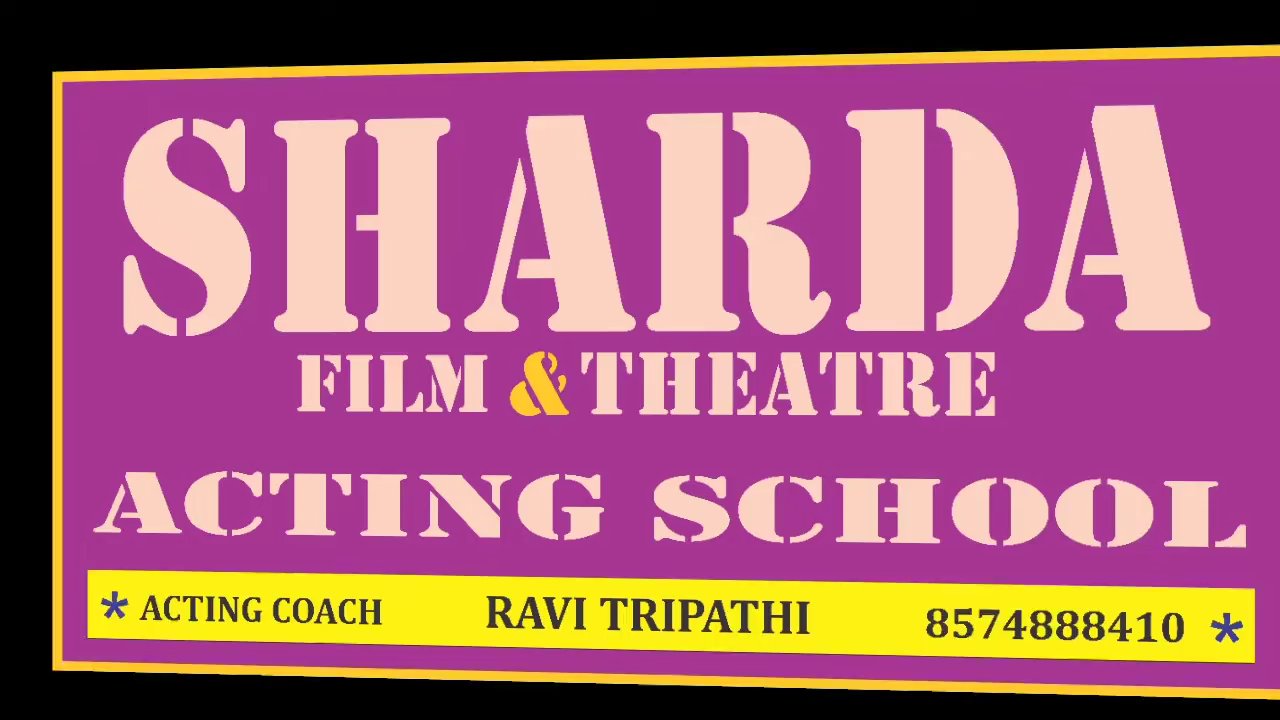 SHARDA
FILM & THEATRE
ACTING SCHOOL
* ACTING COACH RAVI TRIPATHI 8574888410 *